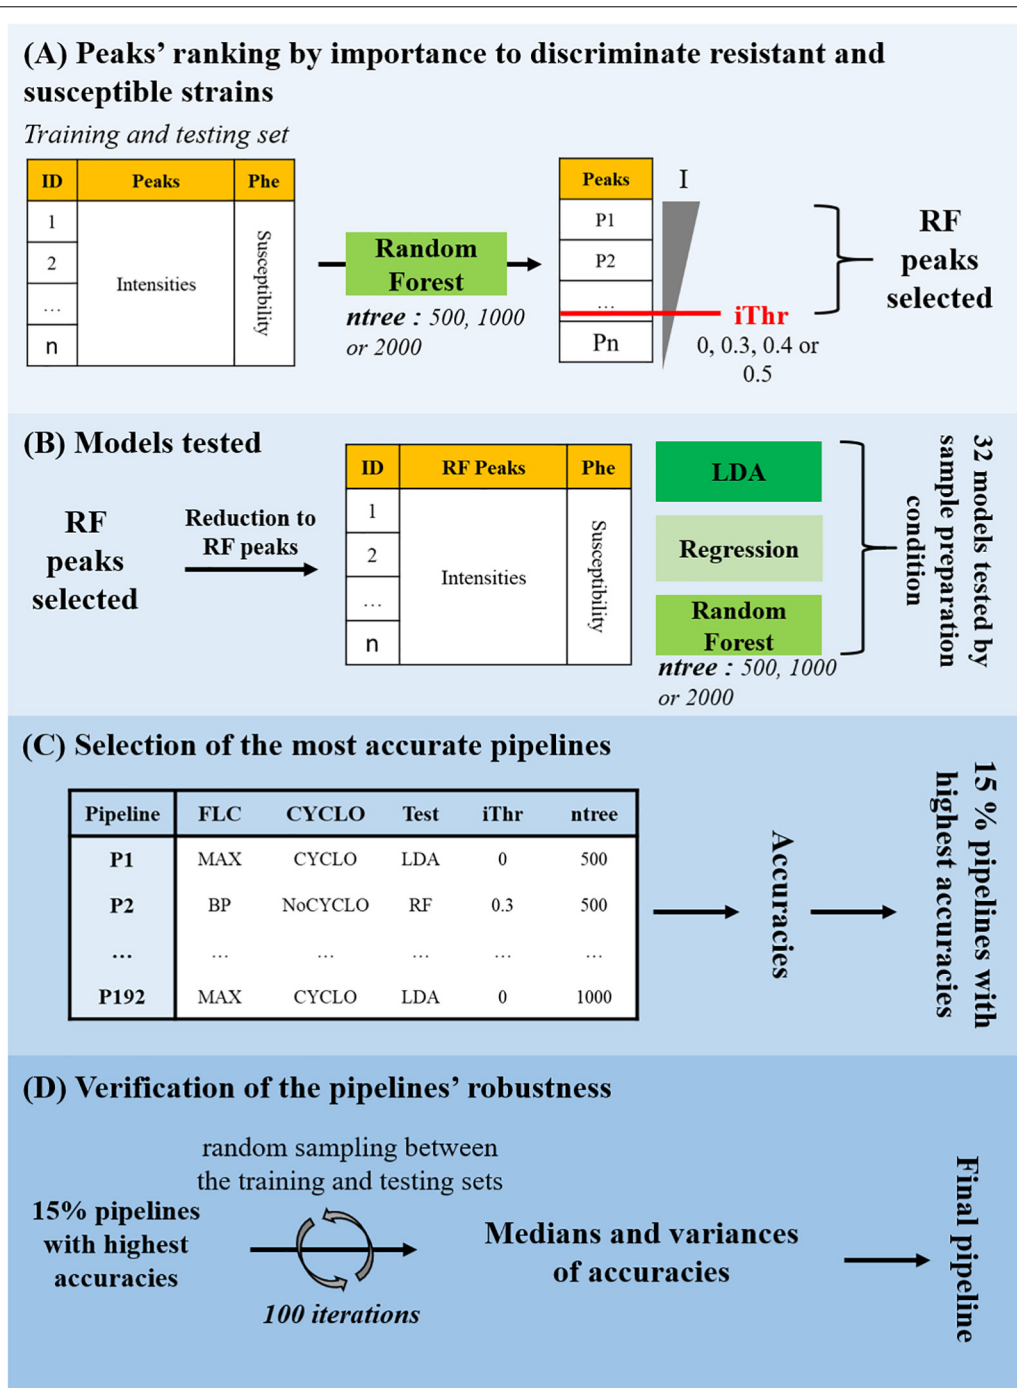 (A) Peaks’ ranking by importance to discriminate resistant and
susceptible strains
Training and testing set
ID Peaks Phe
1
2
...
n
Intensities
Susceptibility
Random
Forest
ntree : 500, 1000
or 2000
Peaks
P1
P2
...
Pn
I
iThr
0, 0.3, 0.4 or
0.5
RF
peaks
selected
(B) Models tested
RF
peaks
selected
Reduction to
RF peaks
ID RF Peaks Phe
1
2
...
n
Intensities
Susceptibility
LDA
Regression
Random
Forest
ntree : 500, 1000
or 2000
32 models tested by
sample preparation
condition
(C) Selection of the most accurate pipelines
Pipeline FLC CYCLO Test iThr ntree
P1 MAX CYCLO LDA 0 500
P2 BP NoCYCLO RF 0.3 500
... ... ... ... ... ...
P192 MAX CYCLO LDA 0 1000
Accuracies
15 % pipelines with
highest accuracies
(D) Verification of the pipelines’ robustness
random sampling between
the training and testing sets
15% pipelines
with highest
accuracies
100 iterations
Medians and variances
of accuracies
Final pipeline